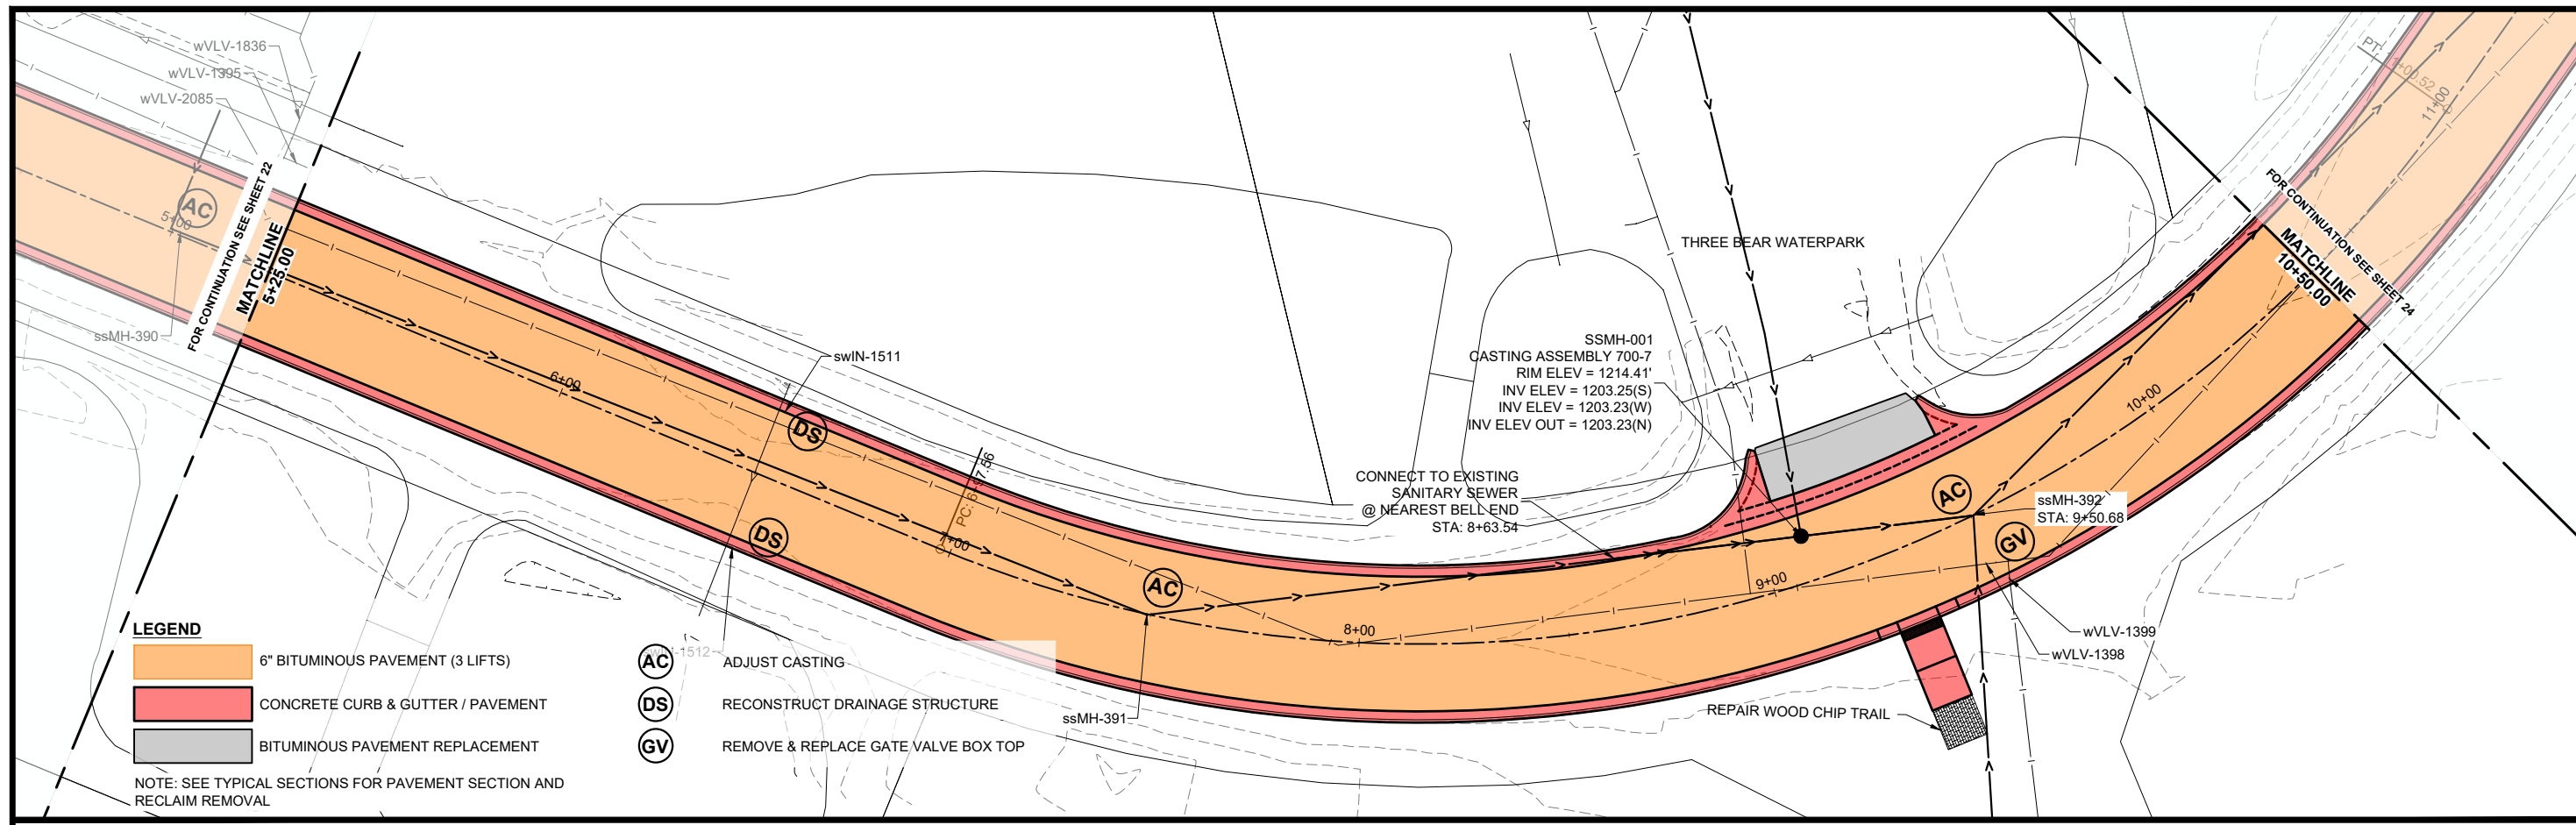 wVLV-1836
wVLV-1395
wVLV-2085
AC
5+00
ssMH-390
FOR CONTINUATION SEE SHEET 22
MATCHLINE
5+25.00
6+00
swIN-1511
DS
DS
PC: 6+97.56
7+00
AC
ssMH-391
8+00
THREE BEAR WATERPARK
SSMH-001
CASTING ASSEMBLY 700-7
RIM ELEV = 1214.41'
INV ELEV = 1203.25(S)
INV ELEV = 1203.23(W)
INV ELEV OUT = 1203.23(N)
CONNECT TO EXISTING
SANITARY SEWER
@ NEAREST BELL END
STA: 8+63.54
9+00
AC
ssMH-392
STA: 9+50.68
GV
wVLV-1399
wVLV-1398
REPAIR WOOD CHIP TRAIL
10+00
MATCHLINE
10+50.00
FOR CONTINUATION SEE SHEET 24
11+00
LEGEND
6" BITUMINOUS PAVEMENT (3 LIFTS)
CONCRETE CURB & GUTTER / PAVEMENT
BITUMINOUS PAVEMENT REPLACEMENT
NOTE: SEE TYPICAL SECTIONS FOR PAVEMENT SECTION AND
RECLAIM REMOVAL
swIN-1512
AC ADJUST CASTING
DS RECONSTRUCT DRAINAGE STRUCTURE
GV REMOVE & REPLACE GATE VALVE BOX TOP